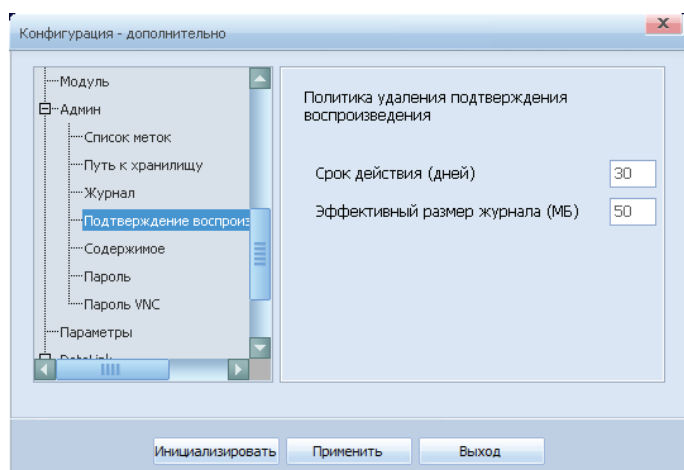 Конфигурация - дополнительно
Модуль
Админ
Список меток
Путь к хранилищу
Журнал
Подтверждение воспроиз
Содержимое
Пароль
Пароль VNC
Параметры
DataLink
Политика удаления подтверждения
воспроизведения
Срок действия (дней) 30
Эффективный размер журнала (МБ) 50
Инициализировать Применить Выход